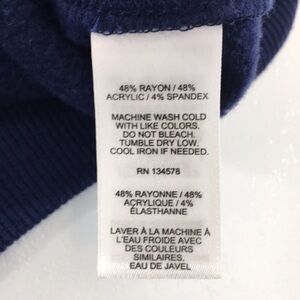 48% RAYON / 48%
ACRYLIC / 4% SPANDEX
MACHINE WASH COLD
WITH LIKE COLORS.
DO NOT BLEACH.
TUMBLE DRY LOW.
COOL IRON IF NEEDED.
RN 134578
48% RAYONNE / 48%
ACRYLIQUE / 4%
ÉLASTHANNE
LAVER À LA MACHINE À
L'EAU FROIDE AVEC
DES COULEURS
SIMILAIRES,
EAU DE JAVEL